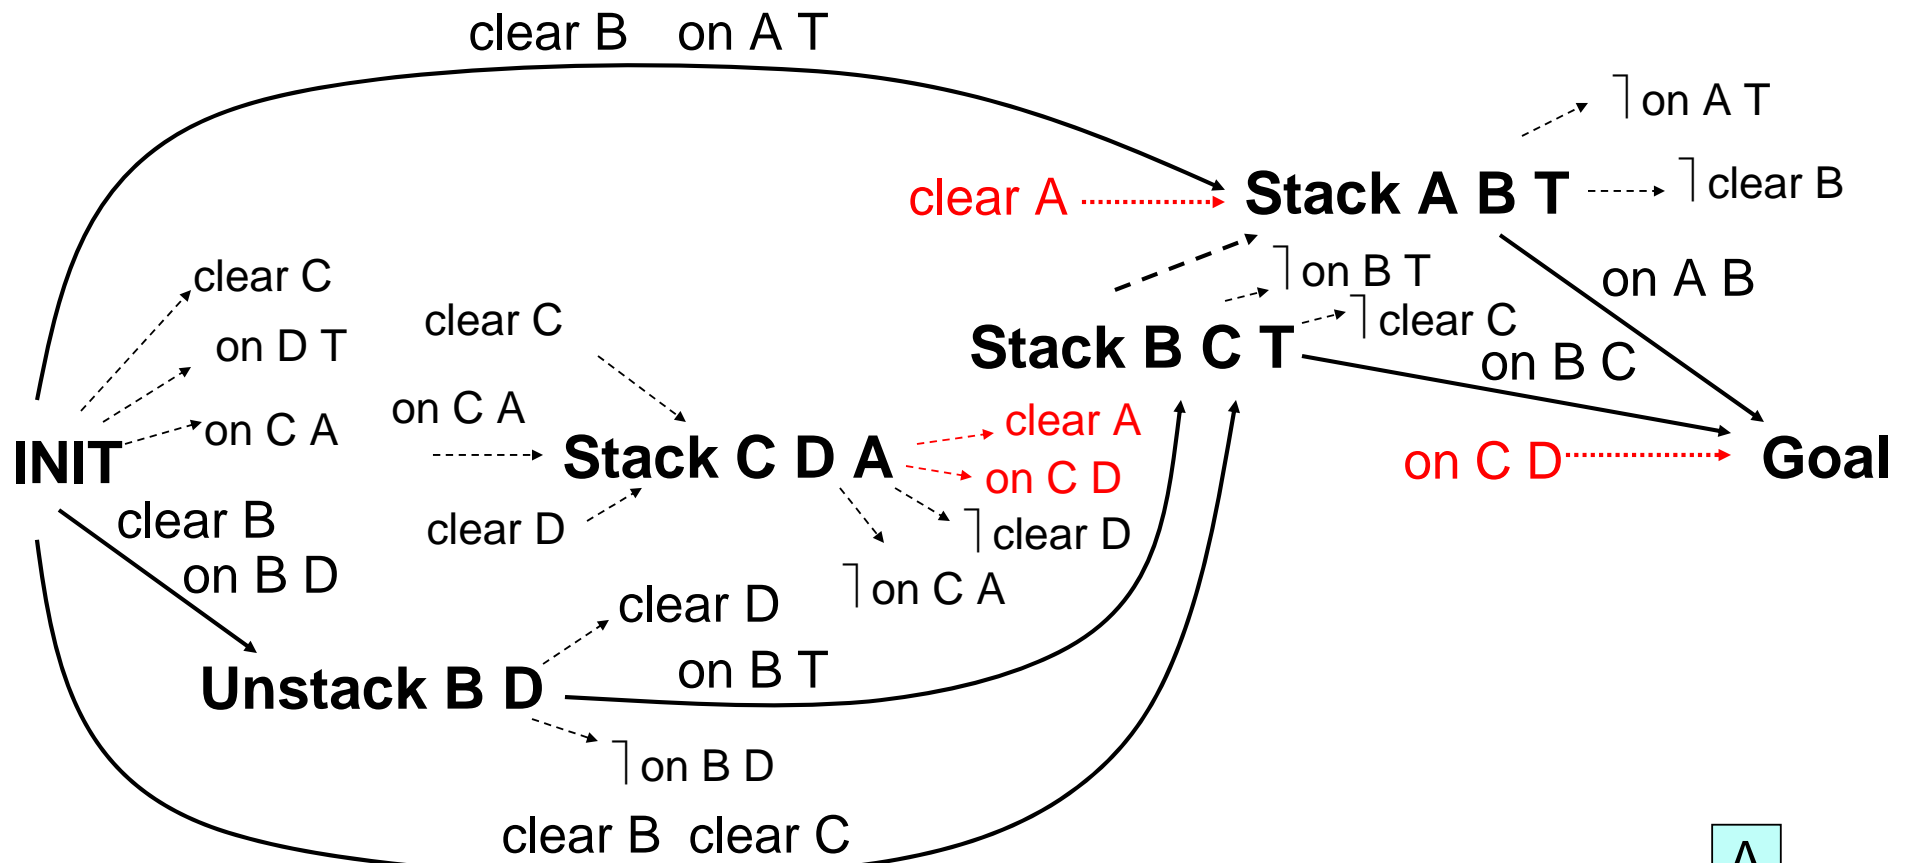 clear B on A T
¬ on A T
clear A
Stack A B T
¬ clear B
clear C
on D T
on C A
clear C
on C A
clear D
¬ on B T
¬ clear C
Stack B C T
on A B
on B C
INIT
Stack C D A
clear A
on C D
¬ clear D
¬ on C A
on C D
Goal
clear B
on B D
Unstack B D
clear D
on B T
¬ on B D
clear B clear C
A